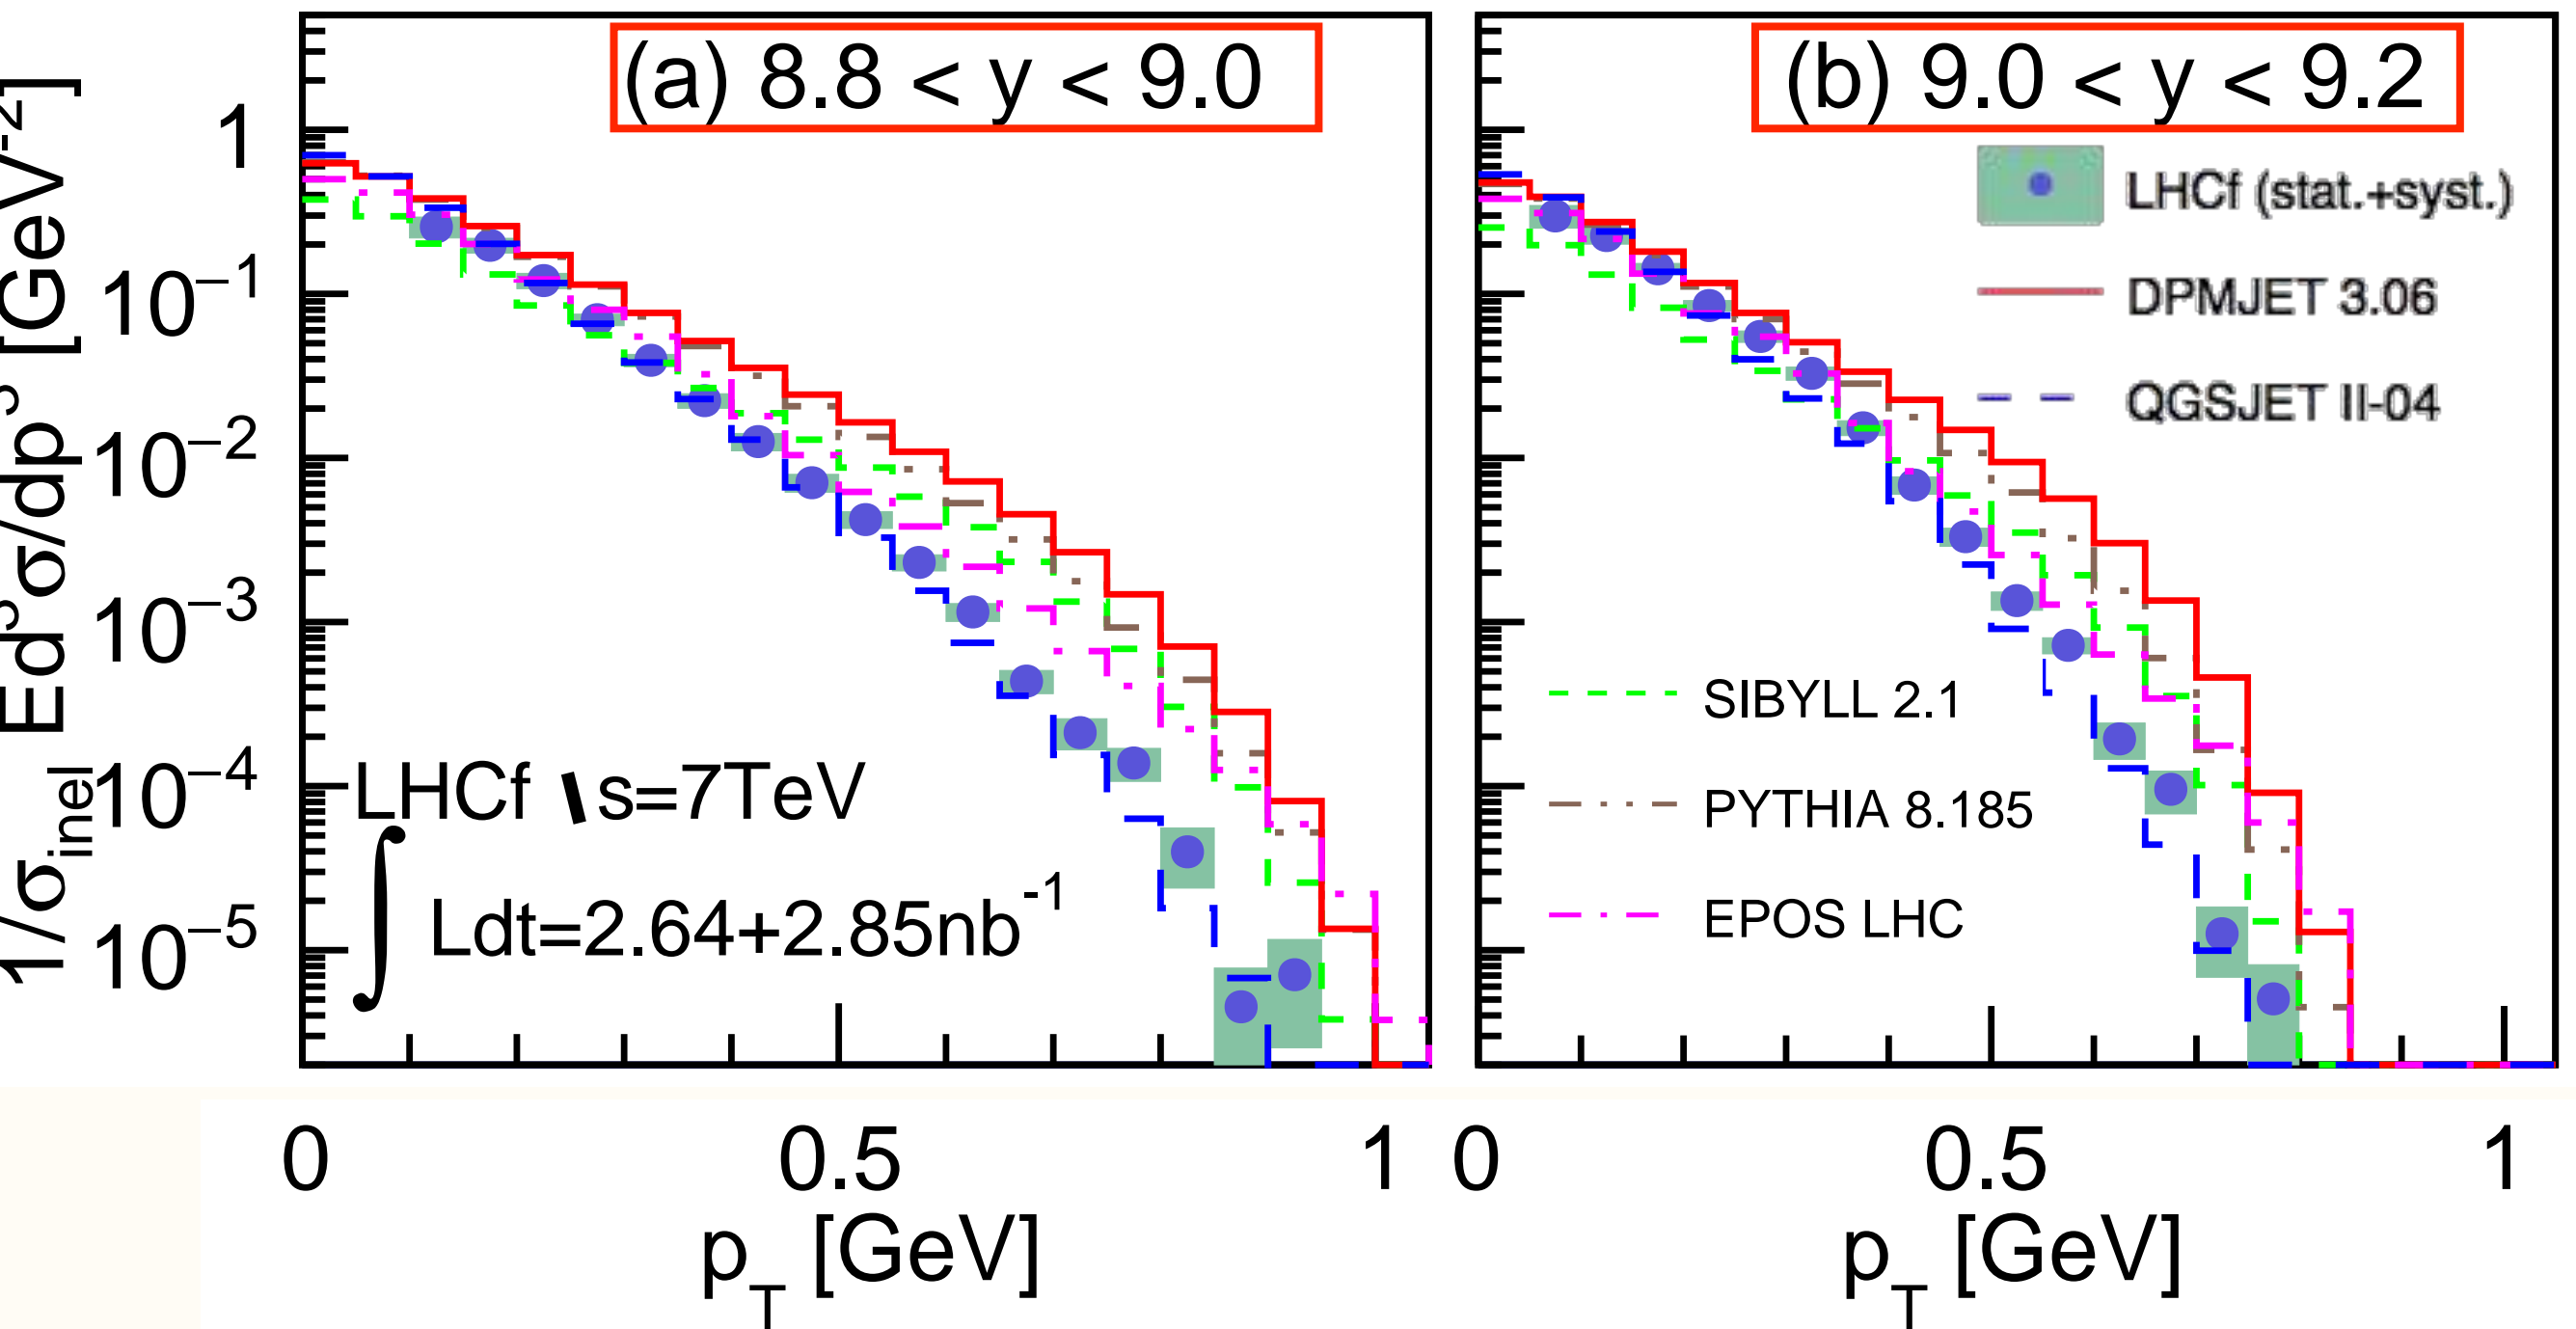 (a) 8.8 < y < 9.0
(b) 9.0 < y < 9.2
1/σ_inel Ed³σ/dp³ [GeV⁻²]
1
10⁻¹
10⁻²
10⁻³
10⁻⁴
10⁻⁵
LHCf (stat.+syst.)
DPMJET 3.06
QGSJET II-04
SIBYLL 2.1
PYTHIA 8.185
EPOS LHC
LHCf √s=7TeV
∫ Ldt=2.64+2.85nb⁻¹
0 0.5 1 0 0.5 1
p_T [GeV] p_T [GeV]